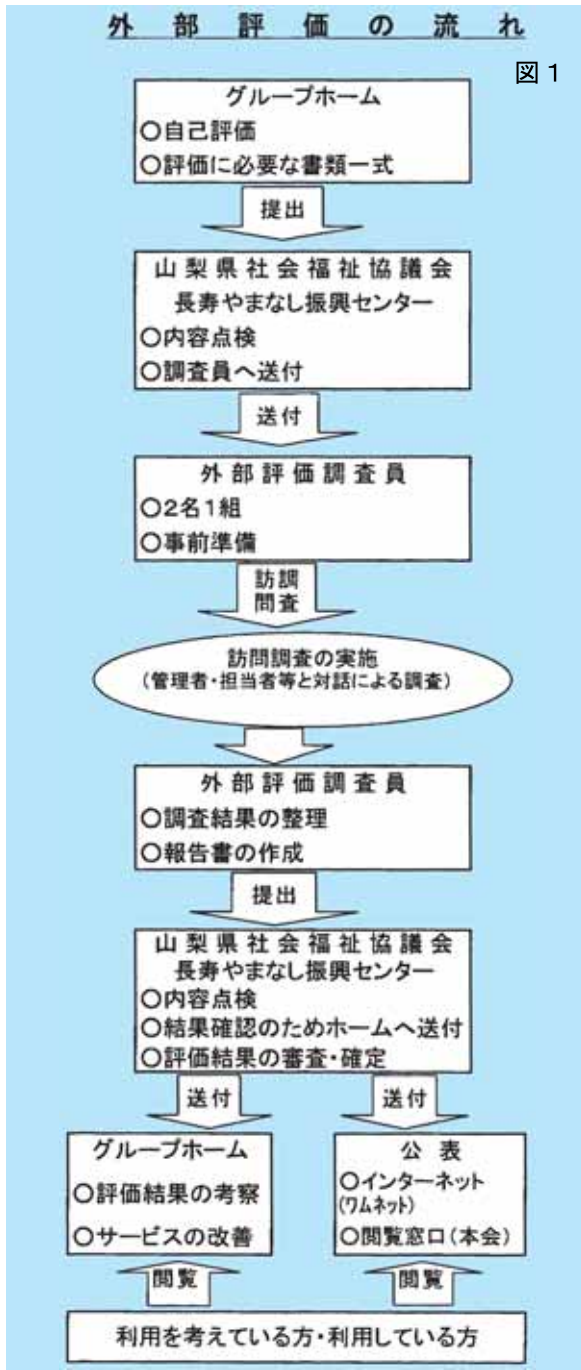 外部評価の流れ
図1
グループホーム
○自己評価
○評価に必要な書類一式
提出
山梨県社会福祉協議会
長寿やまなし振興センター
○内容点検
○調査員へ送付
送付
外部評価調査員
○2名1組
○事前準備
訪調
問査
訪問調査の実施
(管理者・担当者等と対話による調査)
外部評価調査員
○調査結果の整理
○報告書の作成
提出
山梨県社会福祉協議会
長寿やまなし振興センター
○内容点検
○結果確認のためホームへ送付
○評価結果の審査・確定
送付
送付
グループホーム
○評価結果の考察
○サービスの改善
公表
○インターネット
(ワムネット)
○閲覧窓口(本会)
閲覧
閲覧
利用を考えている方・利用している方